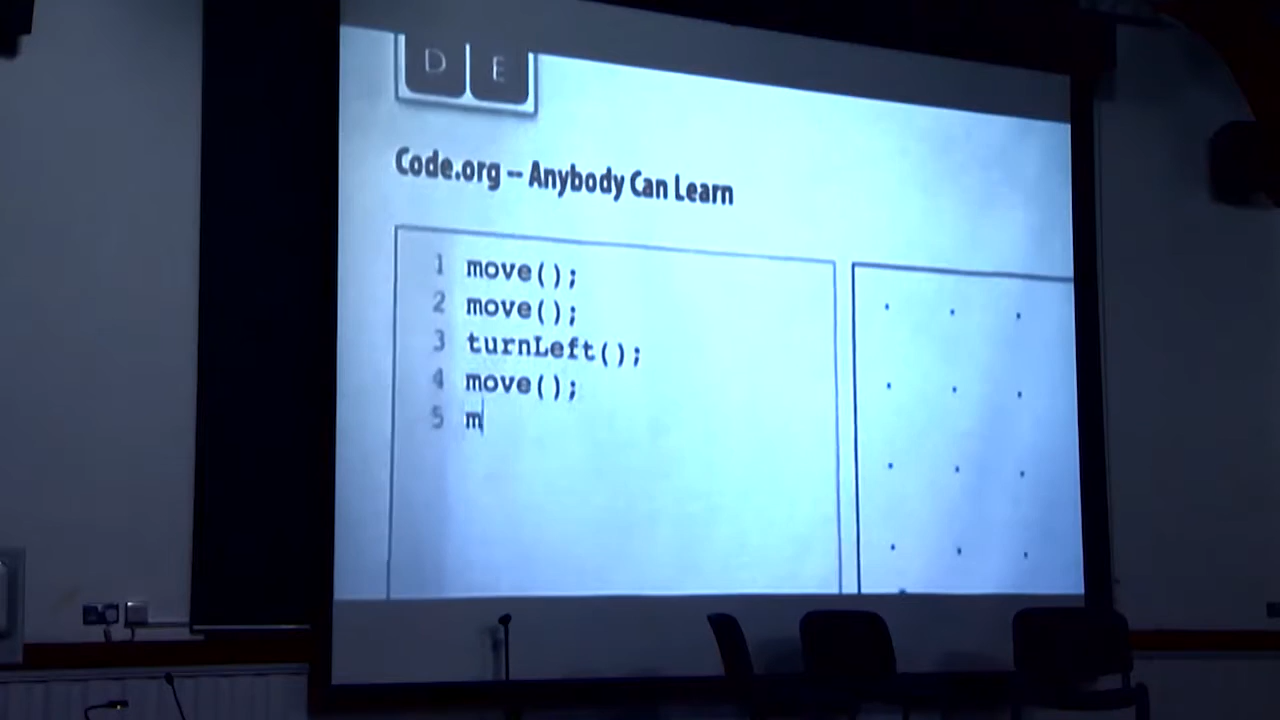 D E
Code.org – Anybody Can Learn
1 move();
2 move();
3 turnLeft();
4 move();
5 m